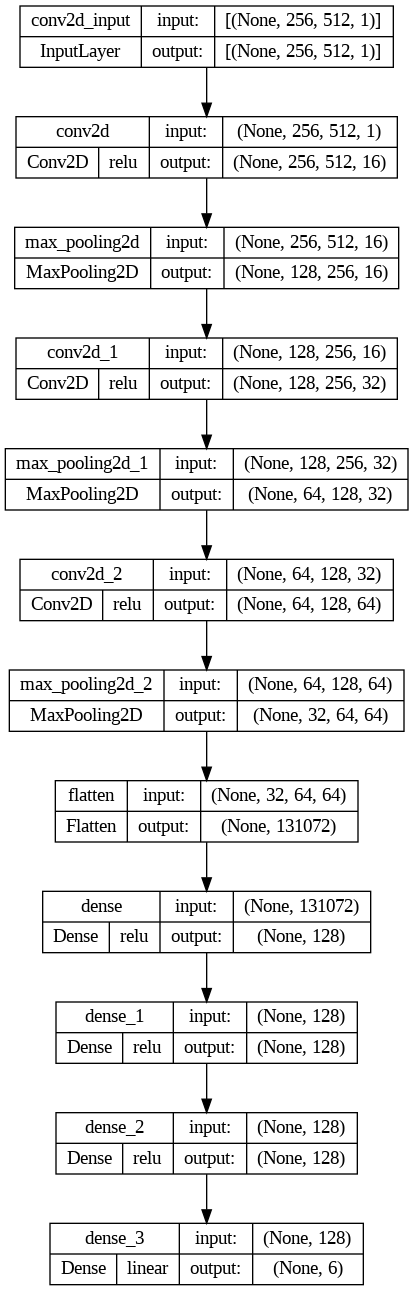 conv2d_input input: [(None, 256, 512, 1)]
InputLayer output: [(None, 256, 512, 1)]
conv2d input: (None, 256, 512, 1)
Conv2D relu output: (None, 256, 512, 16)
max_pooling2d input: (None, 256, 512, 16)
MaxPooling2D output: (None, 128, 256, 16)
conv2d_1 input: (None, 128, 256, 16)
Conv2D relu output: (None, 128, 256, 32)
max_pooling2d_1 input: (None, 128, 256, 32)
MaxPooling2D output: (None, 64, 128, 32)
conv2d_2 input: (None, 64, 128, 32)
Conv2D relu output: (None, 64, 128, 64)
max_pooling2d_2 input: (None, 64, 128, 64)
MaxPooling2D output: (None, 32, 64, 64)
flatten input: (None, 32, 64, 64)
Flatten output: (None, 131072)
dense input: (None, 131072)
Dense relu output: (None, 128)
dense_1 input: (None, 128)
Dense relu output: (None, 128)
dense_2 input: (None, 128)
Dense relu output: (None, 128)
dense_3 input: (None, 128)
Dense linear output: (None, 6)